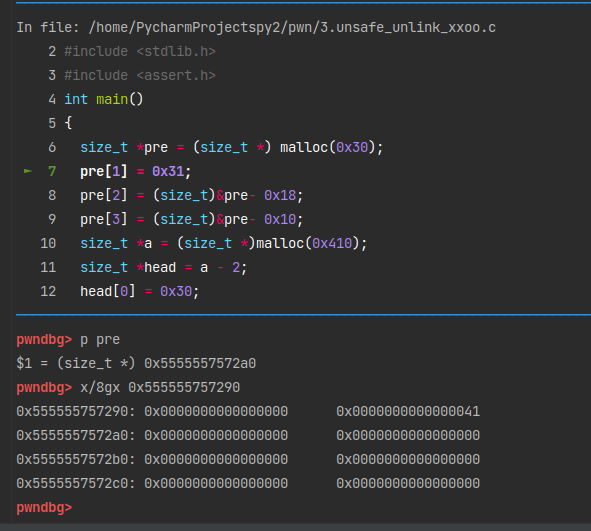 In file: /home/PycharmProjectspy2/pwn/3.unsafe_unlink_xxoo.c
2 #include <stdlib.h>
3 #include <assert.h>
4 int main()
5 {
6 size_t *pre = (size_t *) malloc(0x30);
► 7 pre[1] = 0x31;
8 pre[2] = (size_t)&pre- 0x18;
9 pre[3] = (size_t)&pre- 0x10;
10 size_t *a = (size_t *)malloc(0x410);
11 size_t *head = a - 2;
12 head[0] = 0x30;
pwndbg> p pre
$1 = (size_t *) 0x5555557572a0
pwndbg> x/8gx 0x555555757290
0x555555757290: 0x0000000000000000 0x0000000000000041
0x5555557572a0: 0x0000000000000000 0x0000000000000000
0x5555557572b0: 0x0000000000000000 0x0000000000000000
0x5555557572c0: 0x0000000000000000 0x0000000000000000
pwndbg>